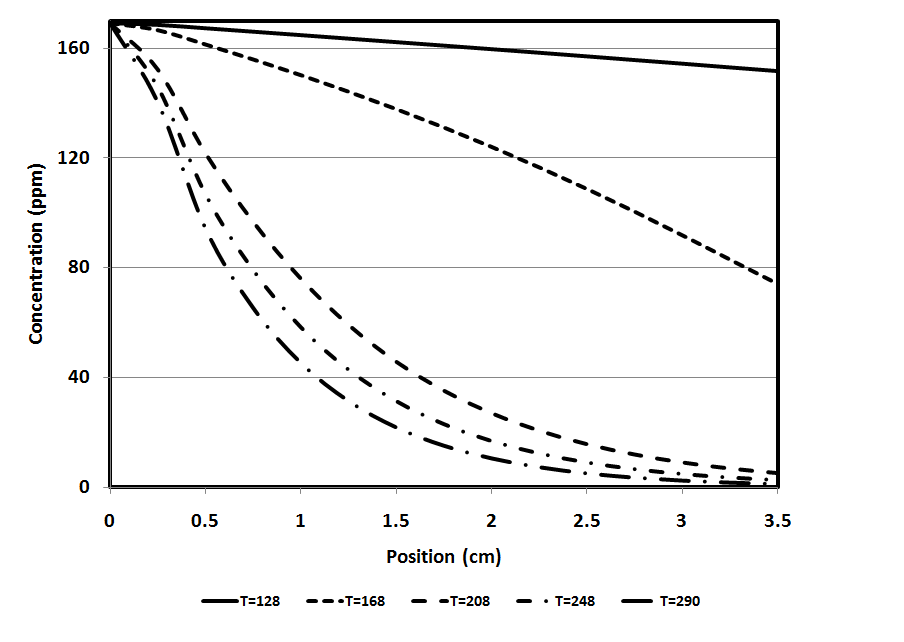 160
120
80
40
0
Concentration (ppm)
0 0.5 1 1.5 2 2.5 3 3.5
Position (cm)
T=128 T=168 T=208 T=248 T=290